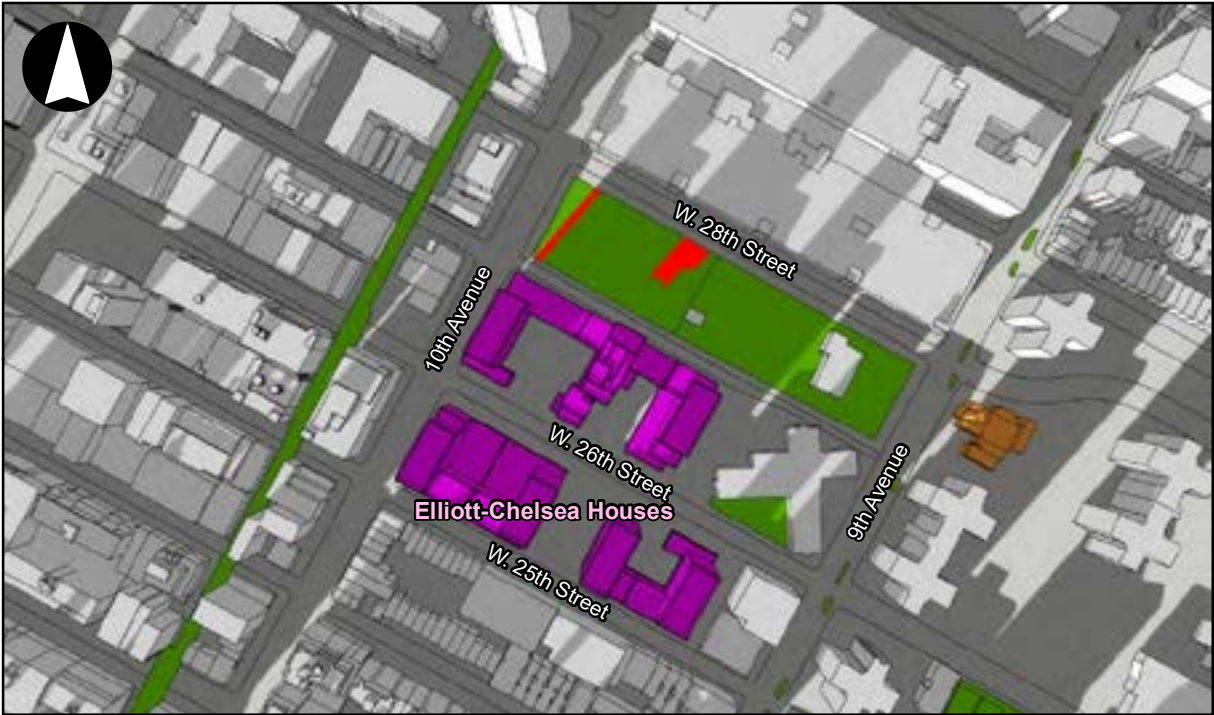 W. 28th Street
10th Avenue
W. 26th Street
9th Avenue
Elliott-Chelsea Houses
W. 25th Street